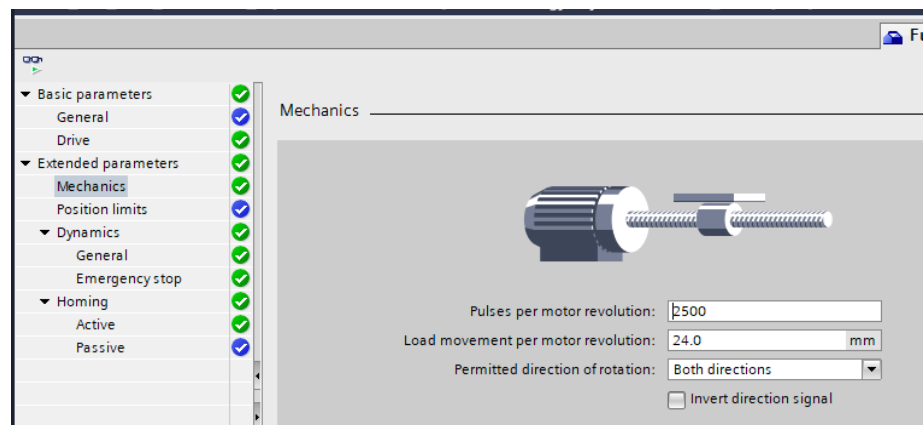 Basic parameters
General
Drive
Extended parameters
Mechanics
Position limits
Dynamics
General
Emergency stop
Homing
Active
Passive
Mechanics
Pulses per motor revolution: 2500
Load movement per motor revolution: 24.0 mm
Permitted direction of rotation: Both directions
Invert direction signal